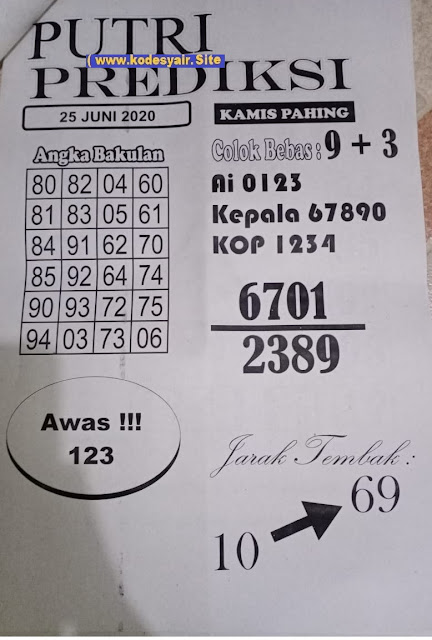 PUTRI
( www.kodesyair.Site
PREDIKSI
25 JUNI 2020
KAMIS PAHING
Angka Bakulan
80 82 04 60
81 83 05 61
84 91 62 70
85 92 64 74
90 93 72 75
94 03 73 06
Colok Bebas : 9 + 3
Ai 0123
Kepala 67890
KOP 1234
6701
2389
Awas !!!
123
Jarak Tembak :
10 69